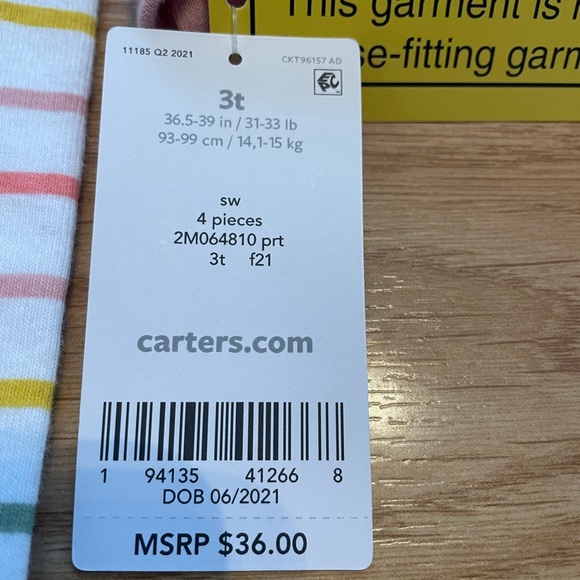 This garment is
se-fitting garm
11185 Q2 2021
CKT96157 AD
3t
36.5-39 in / 31-33 lb
93-99 cm / 14,1-15 kg
sw
4 pieces
2M064810 prt
3t f21
carters.com
1 94135 41266 8
DOB 06/2021
MSRP $36.00